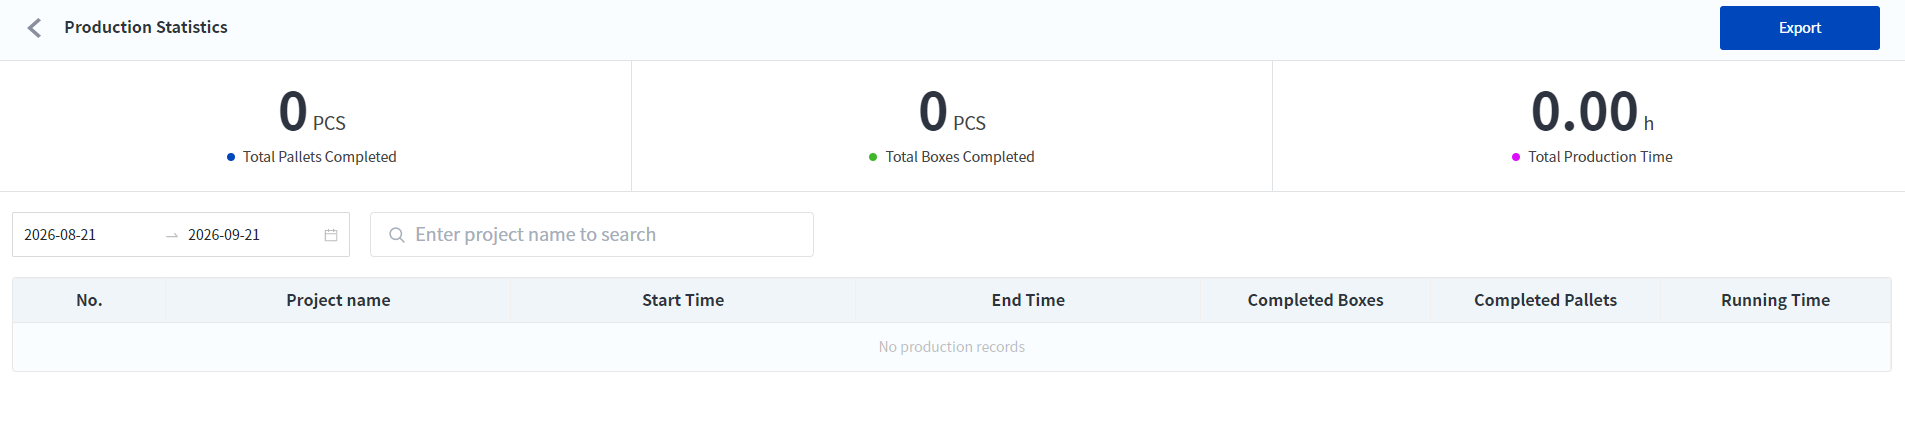 Production Statistics
Export
0 PCS
Total Pallets Completed
0 PCS
Total Boxes Completed
0.00 h
Total Production Time
2026-08-21 → 2026-09-21
Enter project name to search
No. Project name Start Time End Time Completed Boxes Completed Pallets Running Time
No production records